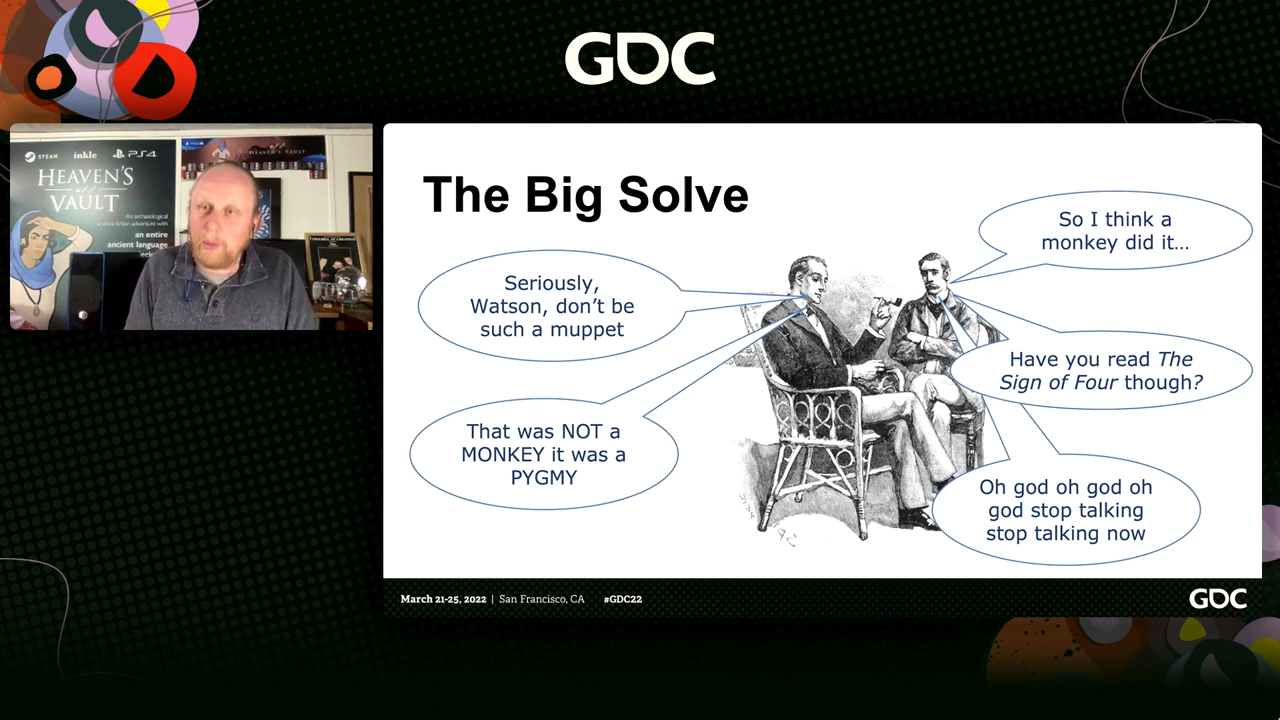 GDC
STEAM inkle PS4
HEAVEN'S
VAULT
An archaeological
science fiction adventure with
an entire
ancient language
HEAVEN'S VAULT
The Big Solve
So I think a
monkey did it…
Seriously,
Watson, don't be
such a muppet
Have you read The
Sign of Four though?
That was NOT a
MONKEY it was a
PYGMY
Oh god oh god oh
god stop talking
stop talking now
March 21-25, 2022 | San Francisco, CA #GDC22
GDC